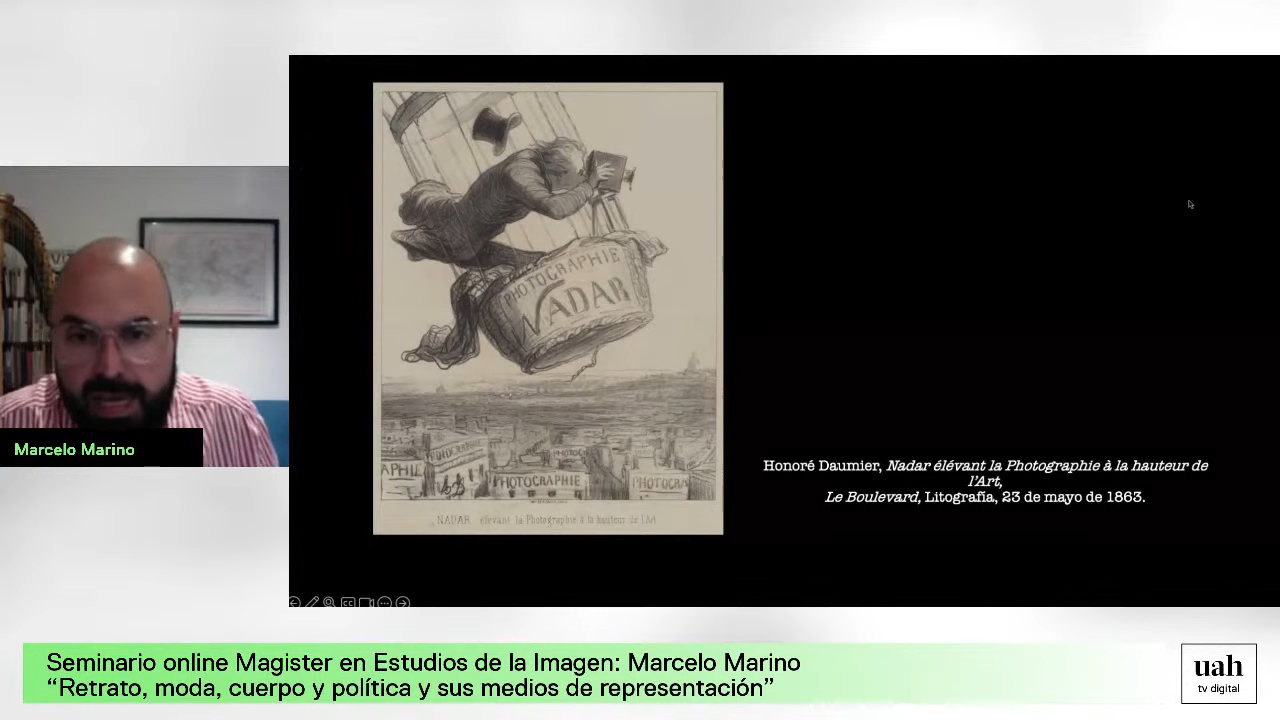 PHOTOGRAPHIE
NADAR
PHOTOGRAPHIE
PHOTOGRA
NADAR élevant la Photographie à la hauteur de l'Art
Honoré Daumier, Nadar élévant la Photographie à la hauteur de
l'Art,
Le Boulevard, Litografía, 23 de mayo de 1863.
Marcelo Marino
Seminario online Magister en Estudios de la Imagen: Marcelo Marino
“Retrato, moda, cuerpo y política y sus medios de representación”
uah
tv digital